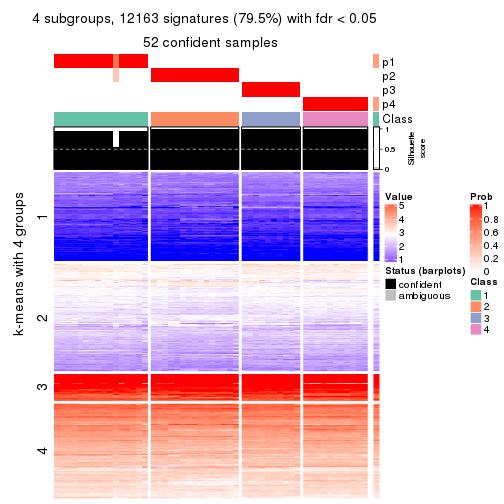 4 subgroups, 12163 signatures (79.5%) with fdr < 0.05
52 confident samples
p1
p2
p3
p4
Class
1
0.5
0
Silhouette
score
k-means with 4 groups
1
2
3
4
Value
5
4
3
2
1
Status (barplots)
confident
ambiguous
Prob
1
0.8
0.6
0.4
0.2
0
Class
1
2
3
4